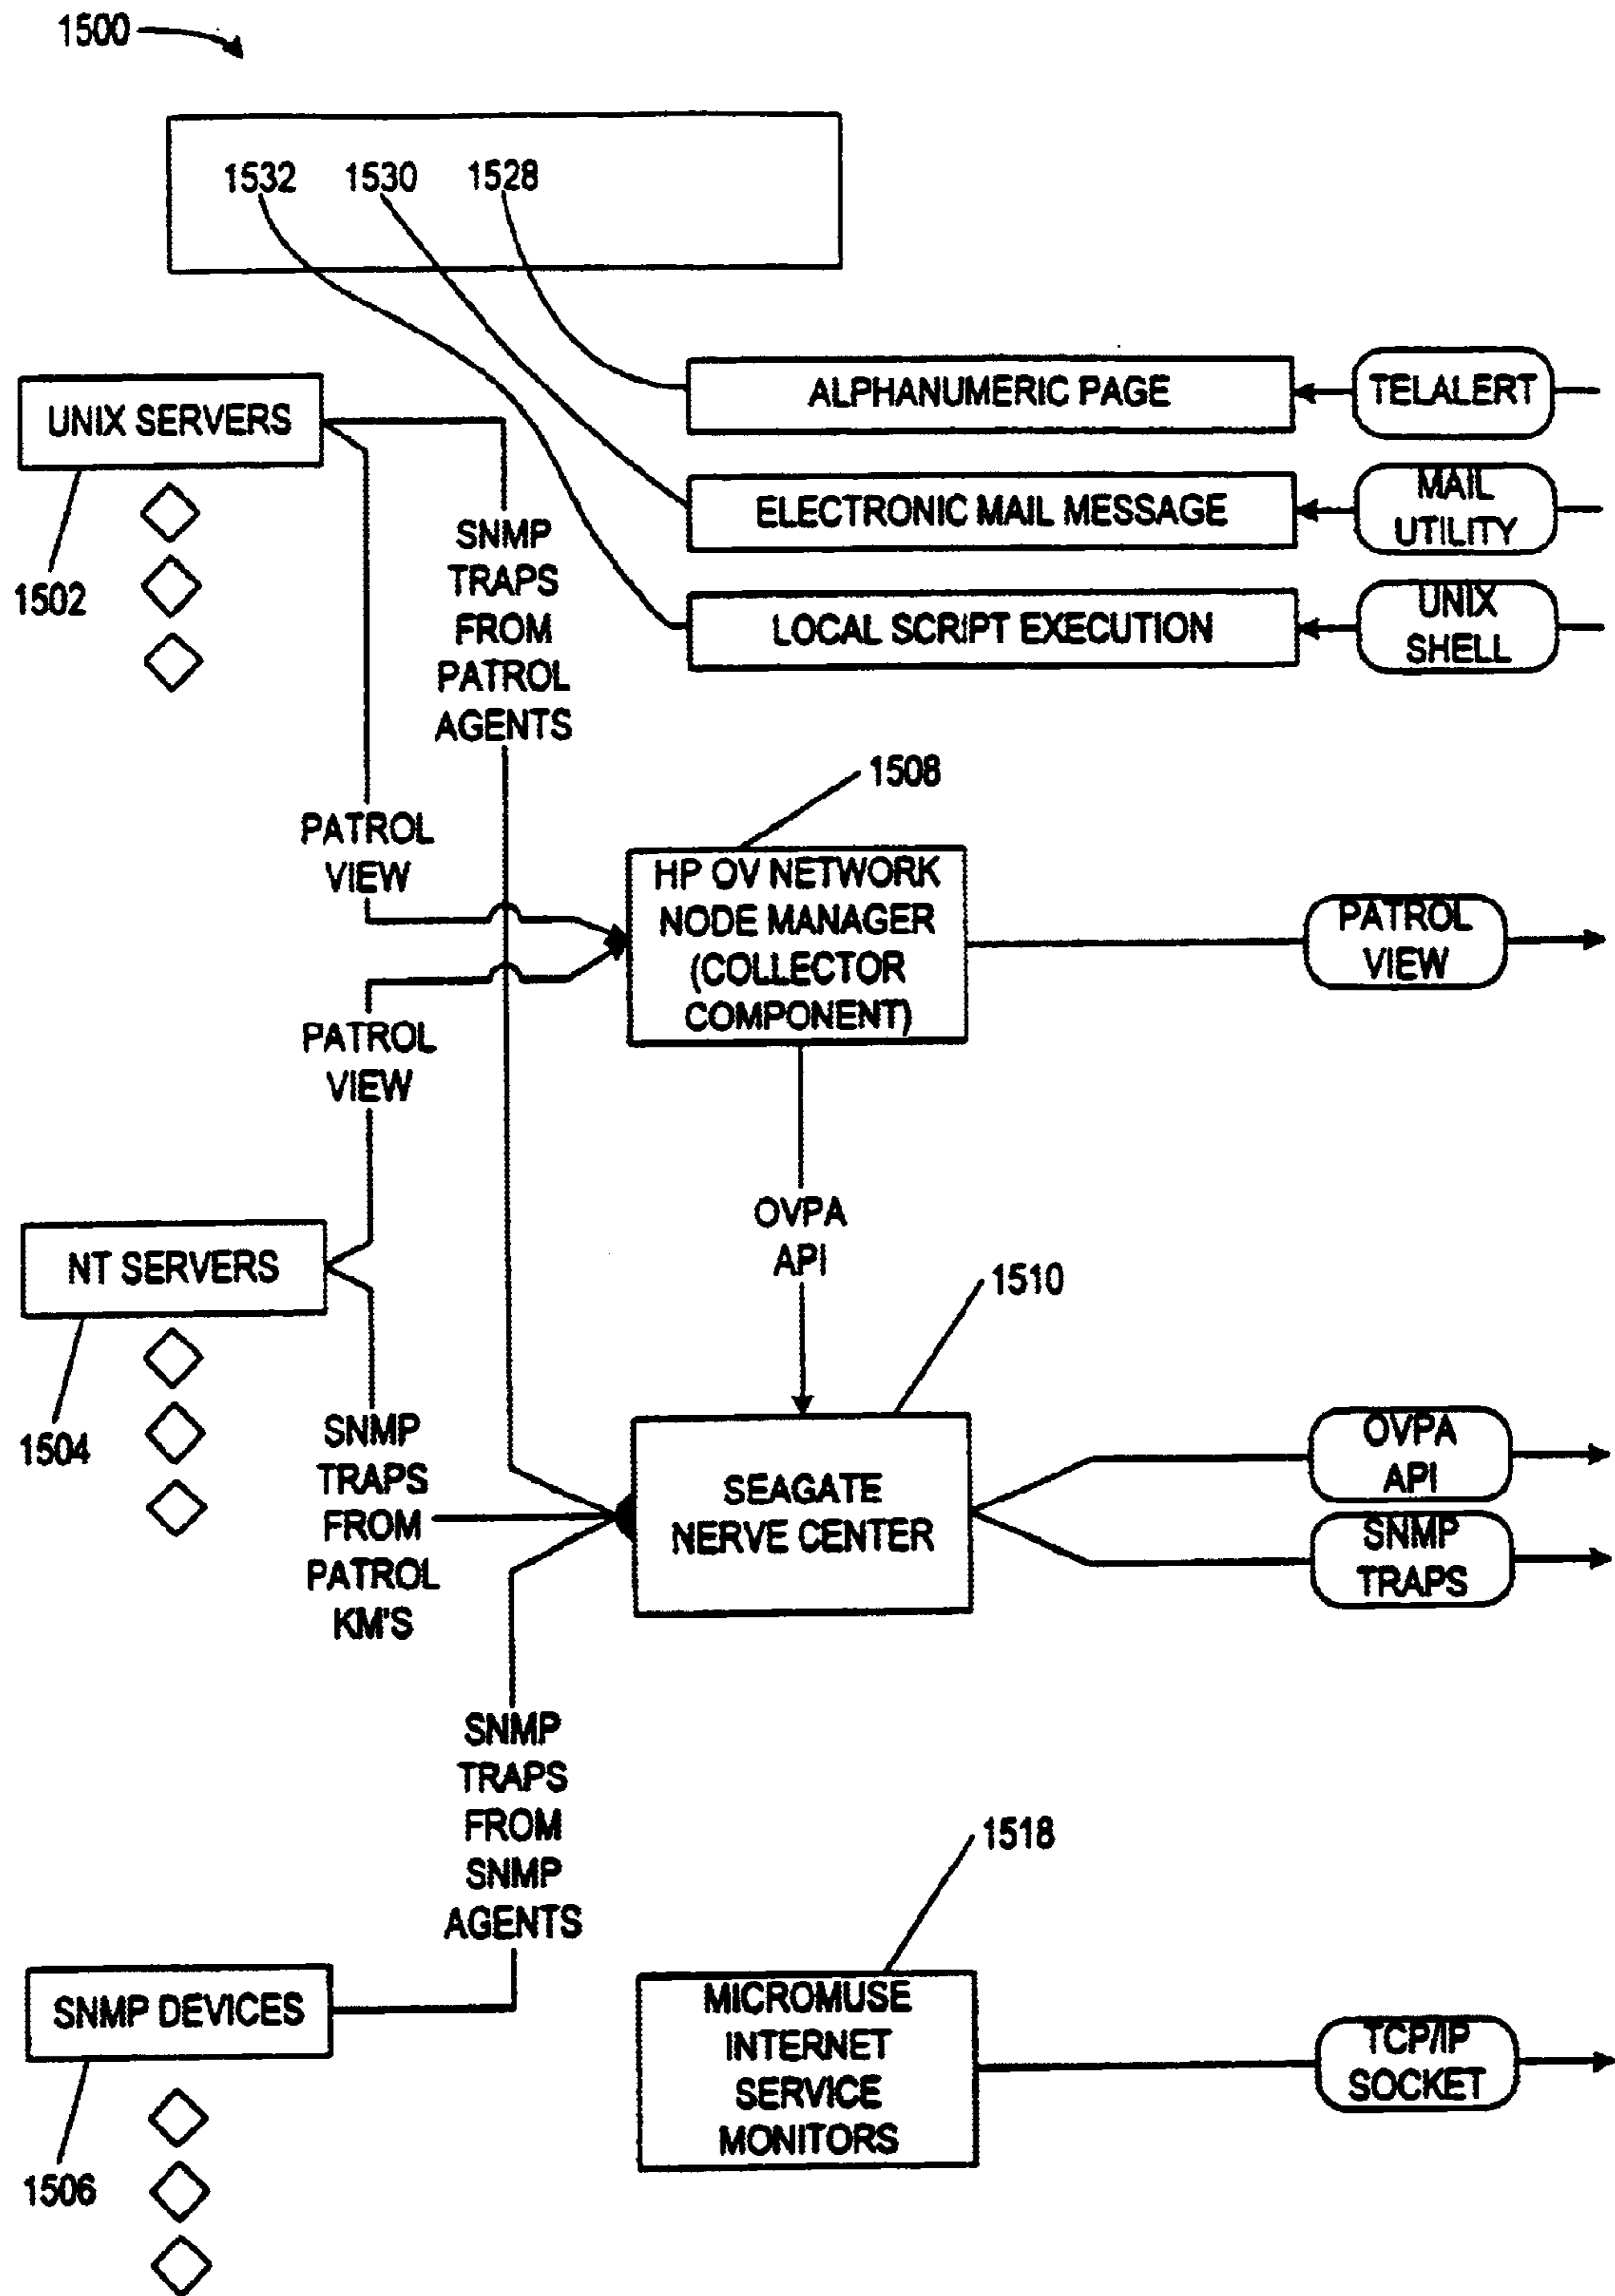 1500
1532 1530 1528
ALPHANUMERIC PAGE
TELALERT
UNIX SERVERS
1502
ELECTRONIC MAIL MESSAGE
MAIL
UTILITY
LOCAL SCRIPT EXECUTION
UNIX
SHELL
SNMP
TRAPS
FROM
PATROL
AGENTS
PATROL
VIEW
1508
HP OV NETWORK
NODE MANAGER
(COLLECTOR
COMPONENT)
PATROL
VIEW
PATROL
VIEW
OVPA
API
NT SERVERS
1504
1510
SNMP
TRAPS
FROM
PATROL
KM'S
SEAGATE
NERVE CENTER
OVPA
API
SNMP
TRAPS
SNMP
TRAPS
FROM
SNMP
AGENTS
1518
SNMP DEVICES
1506
MICROMUSE
INTERNET
SERVICE
MONITORS
TCP/IP
SOCKET